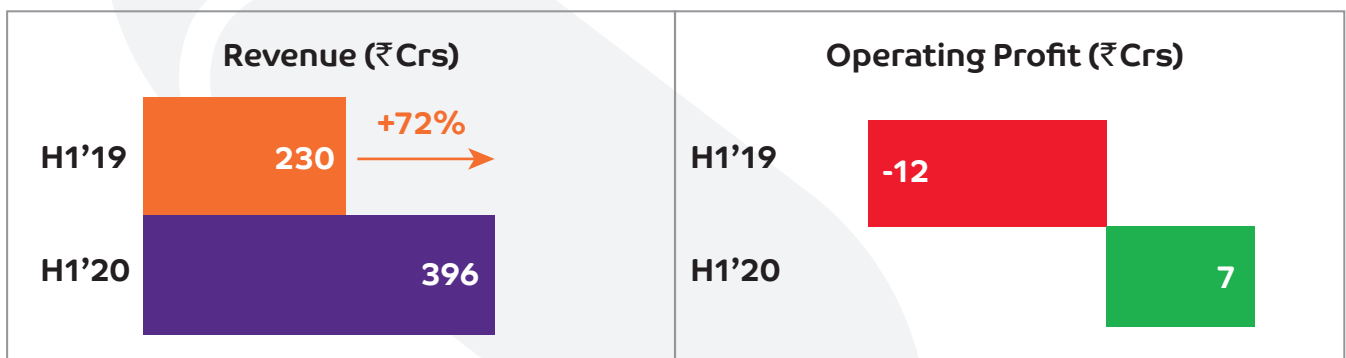 Revenue (₹ Crs)
H1’19
230
+72%
H1’20
396
Operating Profit (₹ Crs)
H1’19
-12
H1’20
7